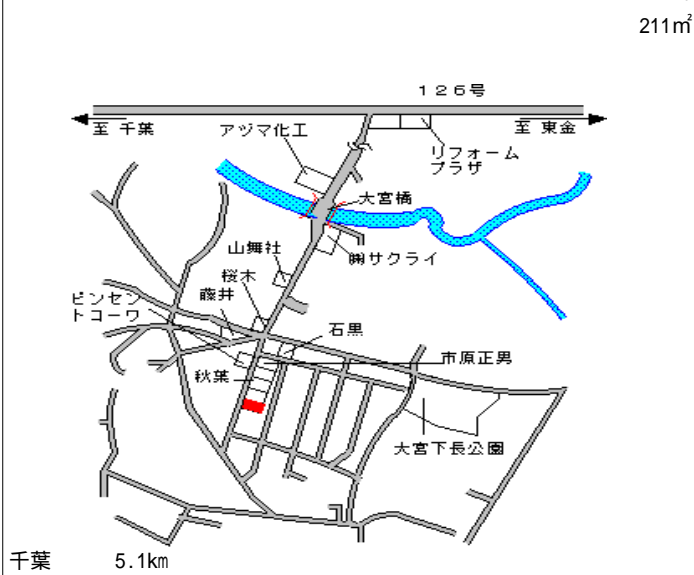 211㎡
126号
至 千葉
アジマ化工
至 東金
リフォーム
プラザ
大宮橋
㈱サクライ
山舞社
桜木
藤井
ピンセン
トコーワ
石黒
市原正男
秋葉
大宮下長公園
千葉 5.1㎞